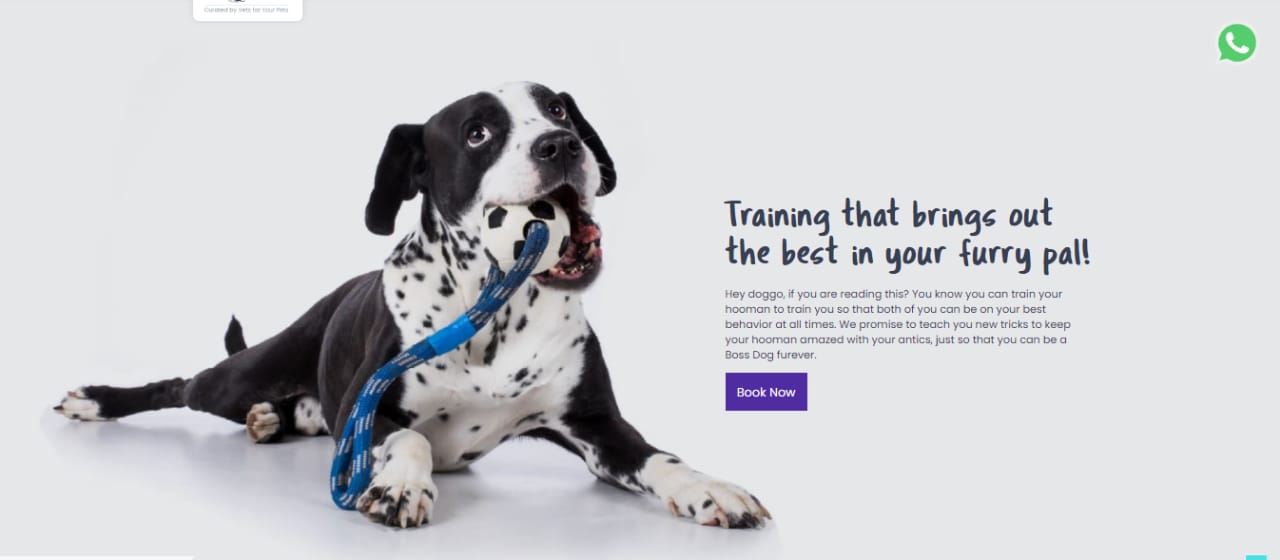 Curated by Vets for Your Pets
Training that brings out
the best in your furry pal!
Hey doggo, if you are reading this? You know you can train your
hooman to train you so that both of you can be on your best
behavior at all times. We promise to teach you new tricks to keep
your hooman amazed with your antics, just so that you can be a
Boss Dog furever.
Book Now